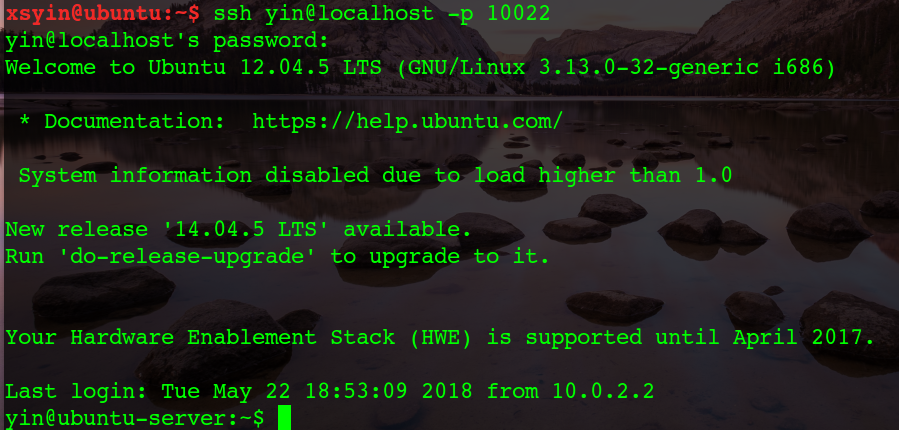 xsyin@ubuntu:~$ ssh yin@localhost -p 10022
yin@localhost's password:
Welcome to Ubuntu 12.04.5 LTS (GNU/Linux 3.13.0-32-generic i686)
* Documentation:  https://help.ubuntu.com/
System information disabled due to load higher than 1.0
New release '14.04.5 LTS' available.
Run 'do-release-upgrade' to upgrade to it.
Your Hardware Enablement Stack (HWE) is supported until April 2017.
Last login: Tue May 22 18:53:09 2018 from 10.0.2.2
yin@ubuntu-server:~$